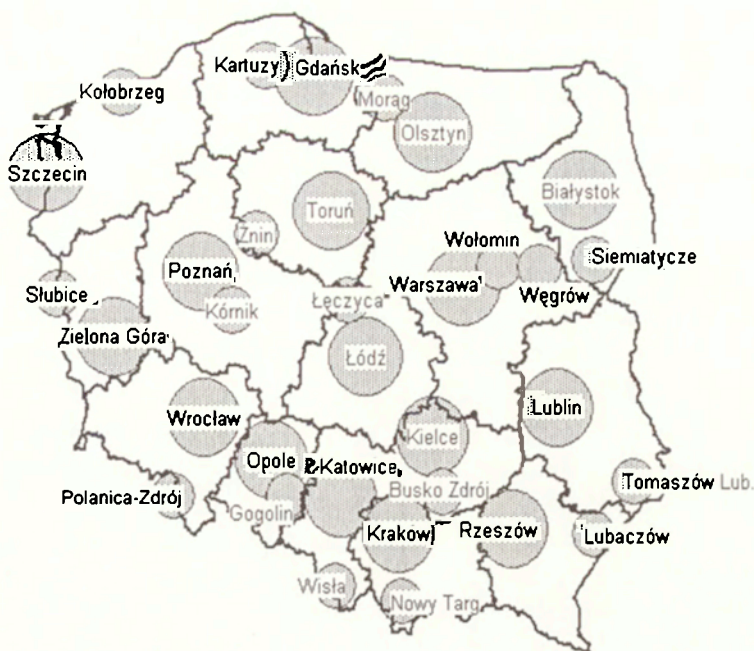 Kartuzy
Gdańsk
Kołobrzeg
Morąg
Olsztyn
Szczecin
Białystok
Toruń
Żnin
Wołomin
Siemiatycze
Poznań
Słubice
Warszawa
Węgrów
Kórnik
Łęczyca
Zielona Góra
Łódź
Wrocław
Lublin
Kielce
Opole
Katowice
Tomaszów Lub.
Polanica-Zdrój
Busko Zdrój
Gogolin
Kraków
Rzeszów
Lubaczów
Wisła
Nowy Targ